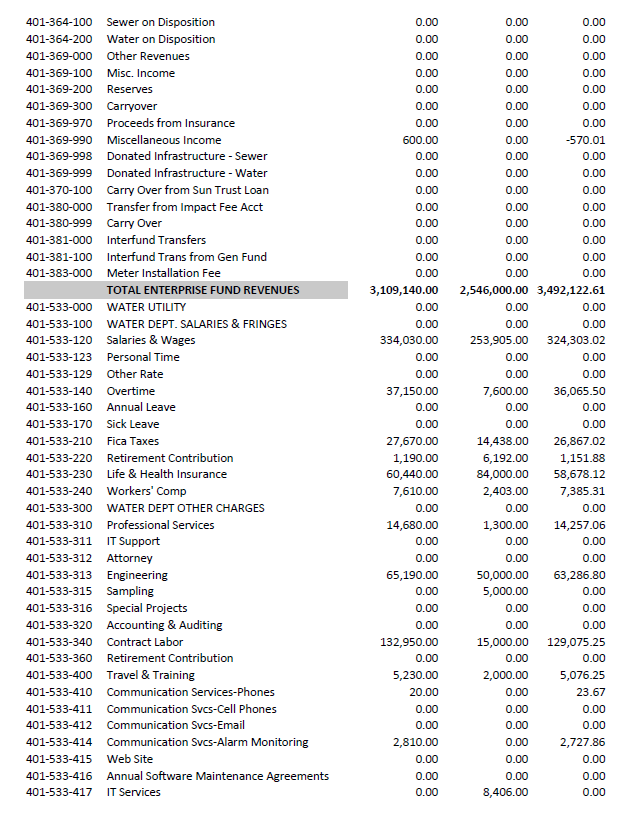 401-364-100 Sewer on Disposition 0.00 0.00 0.00
401-364-200 Water on Disposition 0.00 0.00 0.00
401-369-000 Other Revenues 0.00 0.00 0.00
401-369-100 Misc. Income 0.00 0.00 0.00
401-369-200 Reserves 0.00 0.00 0.00
401-369-300 Carryover 0.00 0.00 0.00
401-369-970 Proceeds from Insurance 0.00 0.00 0.00
401-369-990 Miscellaneous Income 600.00 0.00 -570.01
401-369-998 Donated Infrastructure - Sewer 0.00 0.00 0.00
401-369-999 Donated Infrastructure - Water 0.00 0.00 0.00
401-370-100 Carry Over from Sun Trust Loan 0.00 0.00 0.00
401-380-000 Transfer from Impact Fee Acct 0.00 0.00 0.00
401-380-999 Carry Over 0.00 0.00 0.00
401-381-000 Interfund Transfers 0.00 0.00 0.00
401-381-100 Interfund Trans from Gen Fund 0.00 0.00 0.00
401-383-000 Meter Installation Fee 0.00 0.00 0.00
TOTAL ENTERPRISE FUND REVENUES 3,109,140.00 2,546,000.00 3,492,122.61
401-533-000 WATER UTILITY 0.00 0.00 0.00
401-533-100 WATER DEPT. SALARIES & FRINGES 0.00 0.00 0.00
401-533-120 Salaries & Wages 334,030.00 253,905.00 324,303.02
401-533-123 Personal Time 0.00 0.00 0.00
401-533-129 Other Rate 0.00 0.00 0.00
401-533-140 Overtime 37,150.00 7,600.00 36,065.50
401-533-160 Annual Leave 0.00 0.00 0.00
401-533-170 Sick Leave 0.00 0.00 0.00
401-533-210 Fica Taxes 27,670.00 14,438.00 26,867.02
401-533-220 Retirement Contribution 1,190.00 6,192.00 1,151.88
401-533-230 Life & Health Insurance 60,440.00 84,000.00 58,678.12
401-533-240 Workers' Comp 7,610.00 2,403.00 7,385.31
401-533-300 WATER DEPT OTHER CHARGES 0.00 0.00 0.00
401-533-310 Professional Services 14,680.00 1,300.00 14,257.06
401-533-311 IT Support 0.00 0.00 0.00
401-533-312 Attorney 0.00 0.00 0.00
401-533-313 Engineering 65,190.00 50,000.00 63,286.80
401-533-315 Sampling 0.00 5,000.00 0.00
401-533-316 Special Projects 0.00 0.00 0.00
401-533-320 Accounting & Auditing 0.00 0.00 0.00
401-533-340 Contract Labor 132,950.00 15,000.00 129,075.25
401-533-360 Retirement Contribution 0.00 0.00 0.00
401-533-400 Travel & Training 5,230.00 2,000.00 5,076.25
401-533-410 Communication Services-Phones 20.00 0.00 23.67
401-533-411 Communication Svcs-Cell Phones 0.00 0.00 0.00
401-533-412 Communication Svcs-Email 0.00 0.00 0.00
401-533-414 Communication Svcs-Alarm Monitoring 2,810.00 0.00 2,727.86
401-533-415 Web Site 0.00 0.00 0.00
401-533-416 Annual Software Maintenance Agreements 0.00 0.00 0.00
401-533-417 IT Services 0.00 8,406.00 0.00